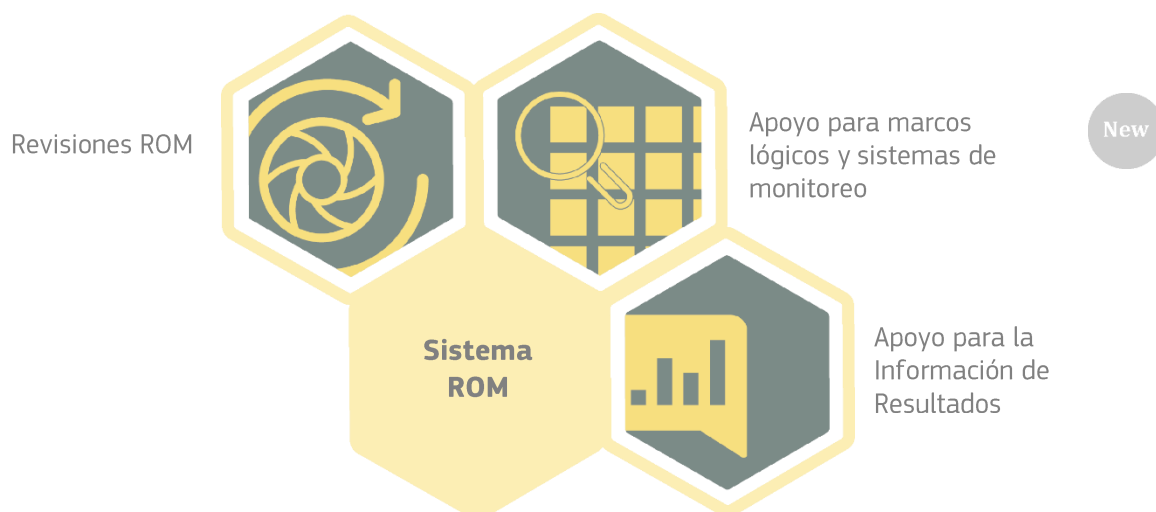 Revisiones ROM
Apoyo para marcos
lógicos y sistemas de
monitoreo
New
Sistema
ROM
Apoyo para la
Información de
Resultados